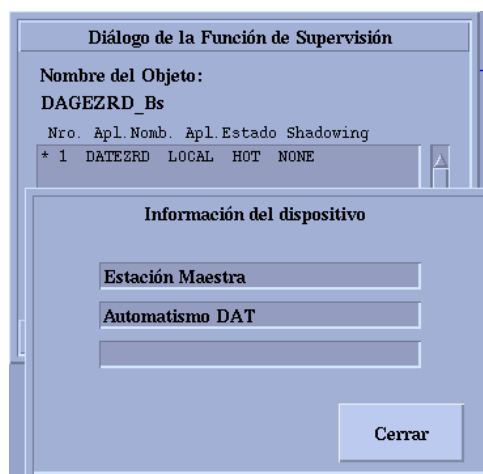 Diálogo de la Función de Supervisión
Nombre del Objeto:
DAGEZRD_Bs
Nro. Apl.Nomb. Apl.Estado Shadowing
* 1 DATEZRD LOCAL HOT NONE
Información del dispositivo
Estación Maestra
Automatismo DAT
Cerrar